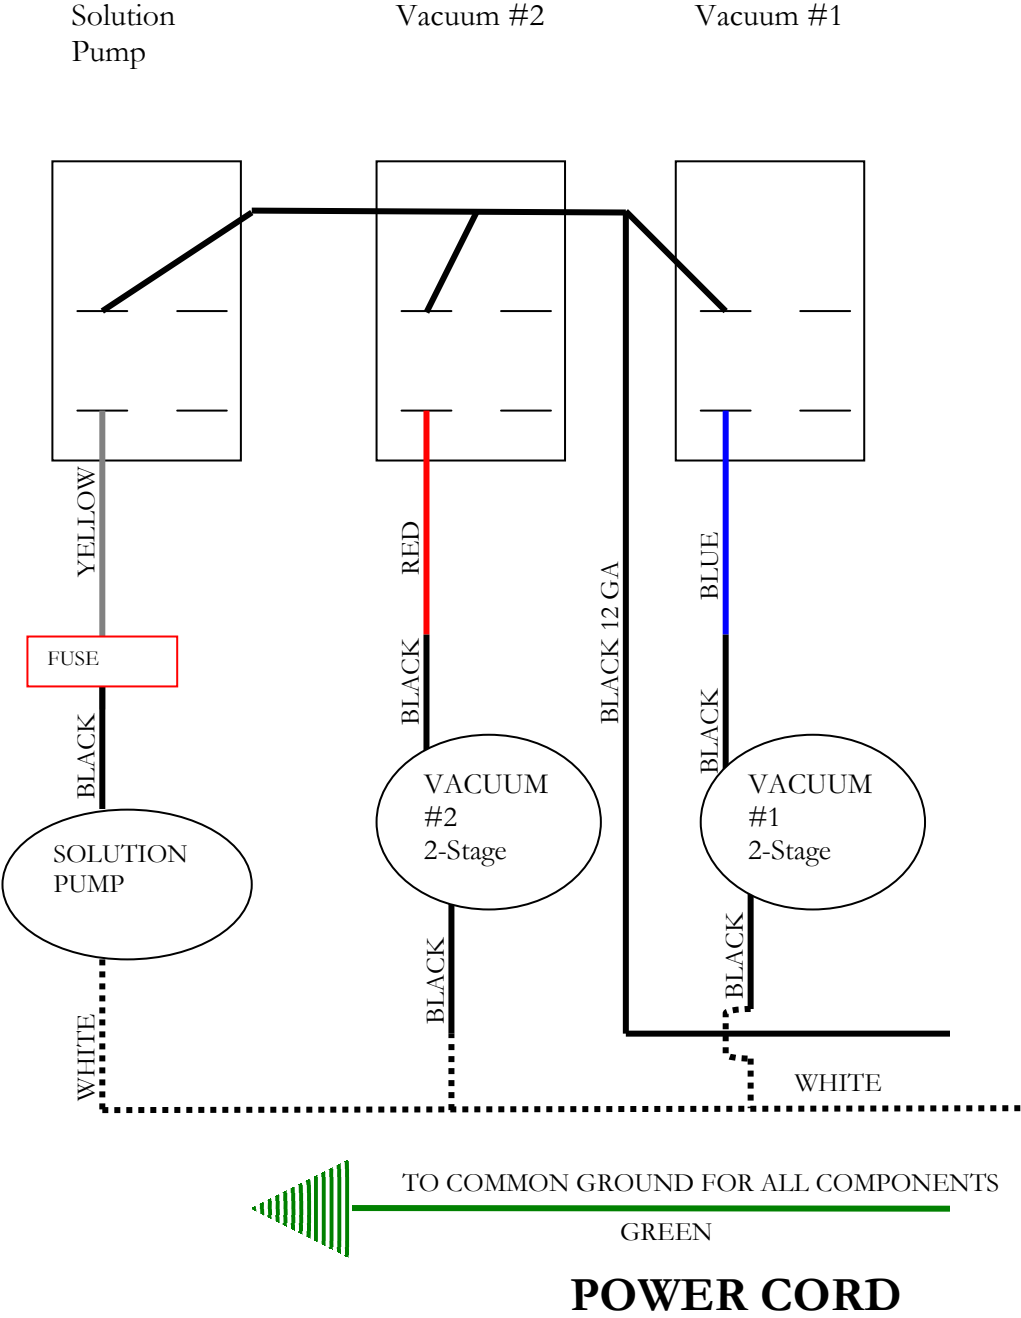 Solution
Pump
Vacuum #2
Vacuum #1
YELLOW
RED
BLUE
BLACK 12 GA
FUSE
BLACK
BLACK
BLACK
SOLUTION
PUMP
VACUUM
#2
2-Stage
VACUUM
#1
2-Stage
BLACK
BLACK
WHITE
WHITE
TO COMMON GROUND FOR ALL COMPONENTS
GREEN
POWER CORD